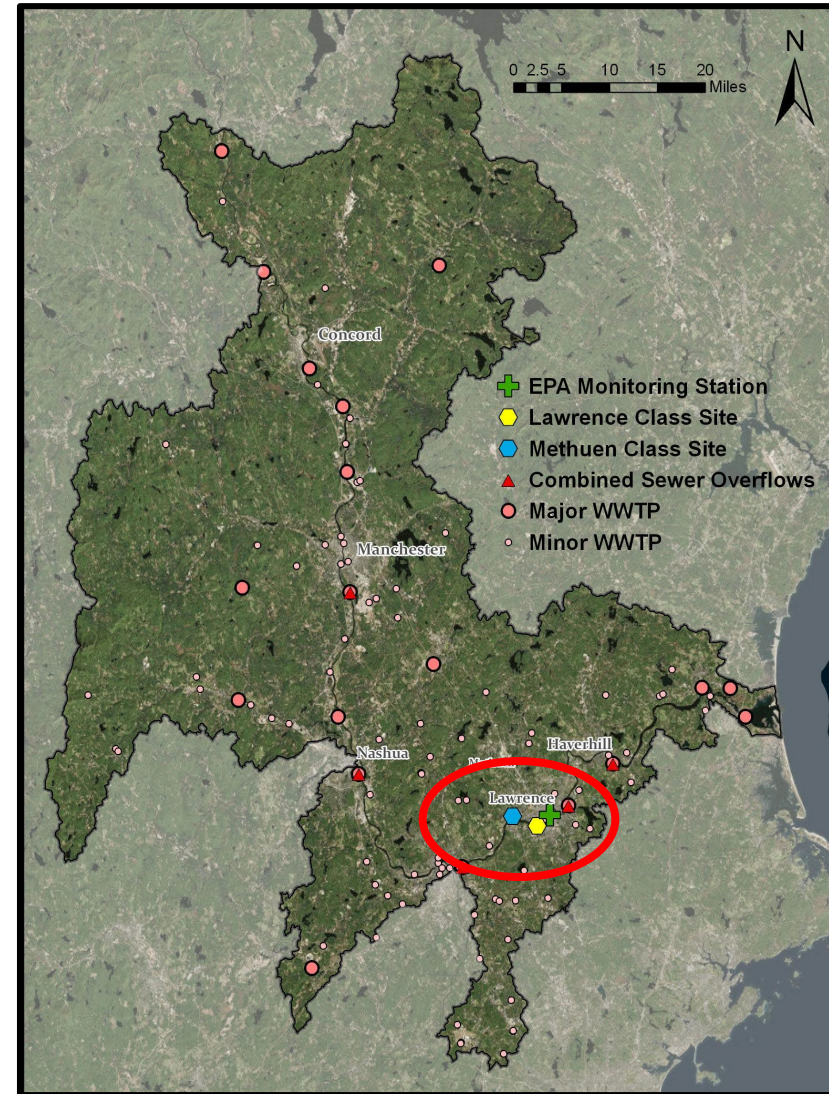 N
0 2.5 5 10 15 20
Miles
Concord
EPA Monitoring Station
Lawrence Class Site
Methuen Class Site
Combined Sewer Overflows
Major WWTP
Minor WWTP
Manchester
Haverhill
Nashua
Lawrence